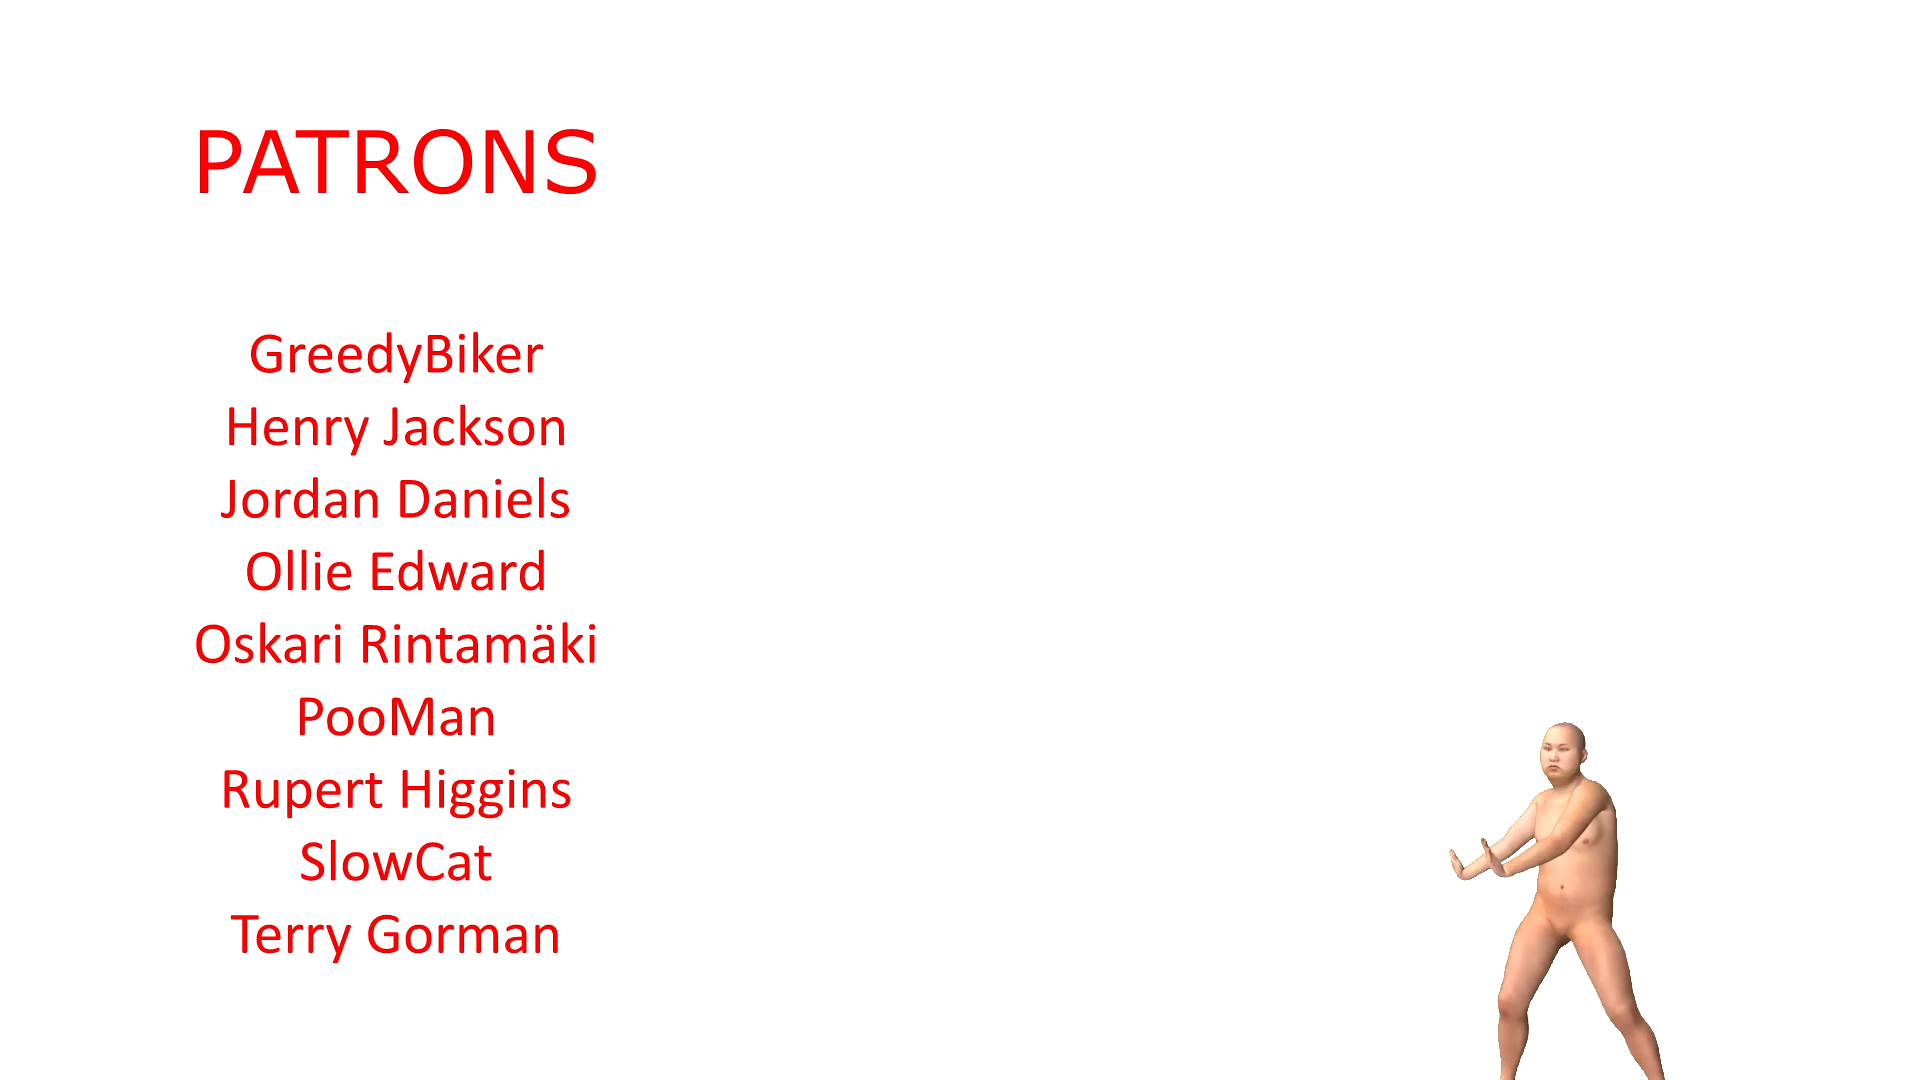 PATRONS
GreedyBiker
Henry Jackson
Jordan Daniels
Ollie Edward
Oskari Rintamäki
PooMan
Rupert Higgins
SlowCat
Terry Gorman